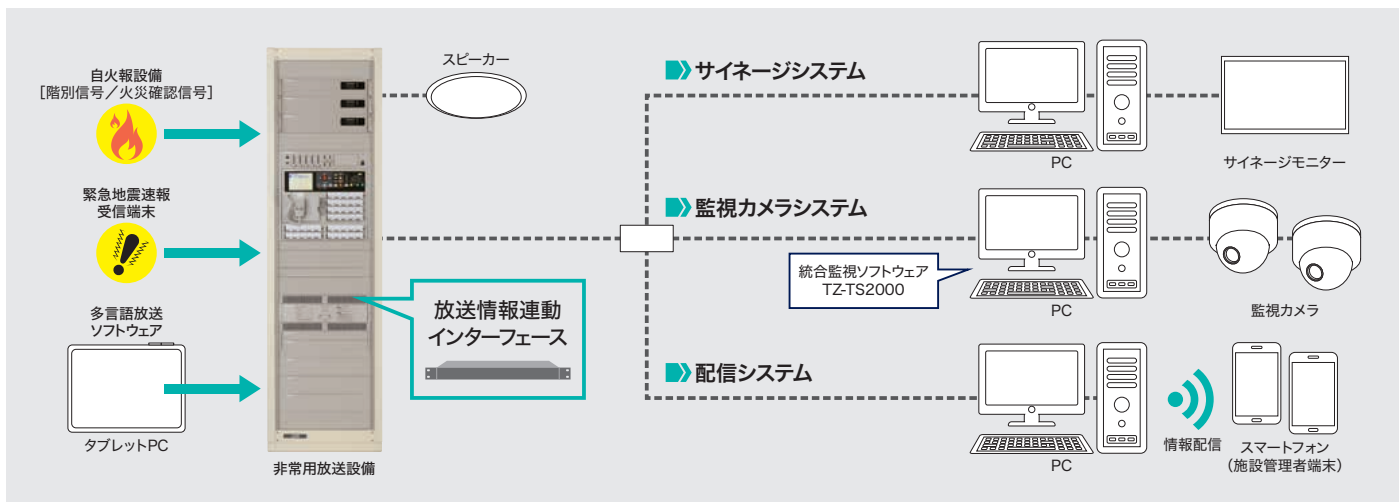 自火報設備
［階別信号／火災確認信号］
緊急地震速報
受信端末
多言語放送
ソフトウェア
タブレットPC
非常用放送設備
スピーカー
放送情報連動
インターフェース
サイネージシステム
PC
サイネージモニター
監視カメラシステム
統合監視ソフトウェア
TZ-TS2000
PC
監視カメラ
配信システム
PC
情報配信
スマートフォン
（施設管理者端末）